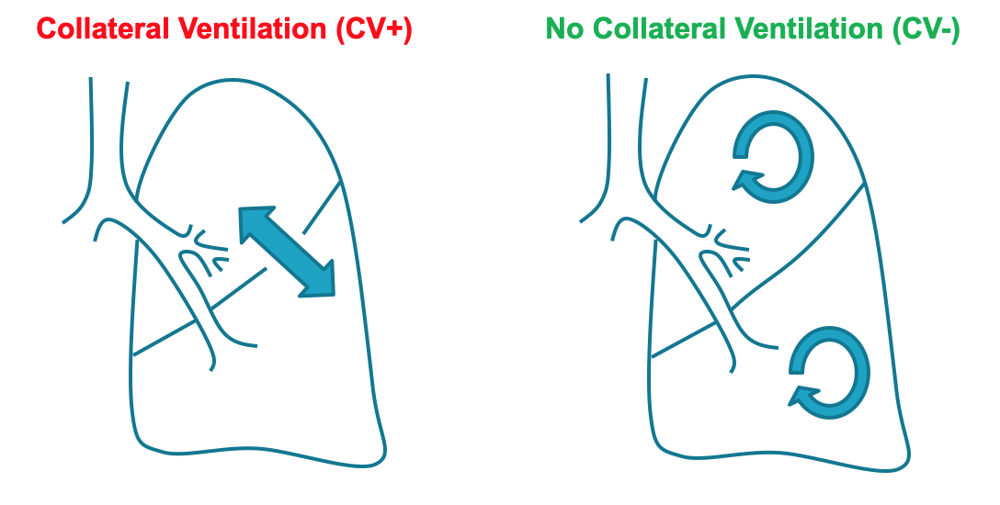 Collateral Ventilation (CV+)
No Collateral Ventilation (CV-)